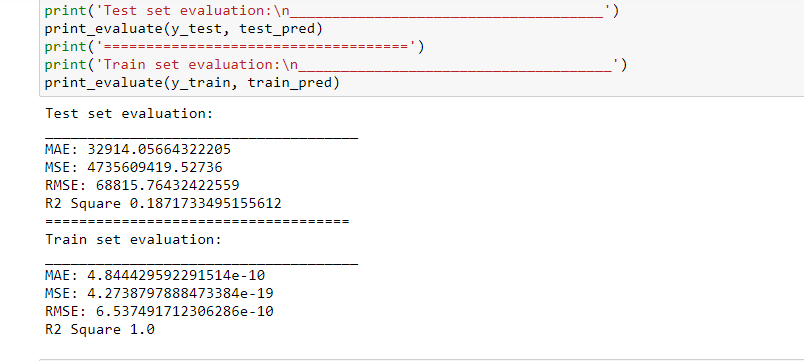 print('Test set evaluation:\n_____________________________________')
print_evaluate(y_test, test_pred)
print('====================================')
print('Train set evaluation:\n_____________________________________')
print_evaluate(y_train, train_pred)
Test set evaluation:
_____________________________________
MAE: 32914.05664322205
MSE: 4735609419.52736
RMSE: 68815.76432422559
R2 Square 0.1871733495155612
====================================
Train set evaluation:
_____________________________________
MAE: 4.844429592291514e-10
MSE: 4.2738797888473384e-19
RMSE: 6.537491712306286e-10
R2 Square 1.0